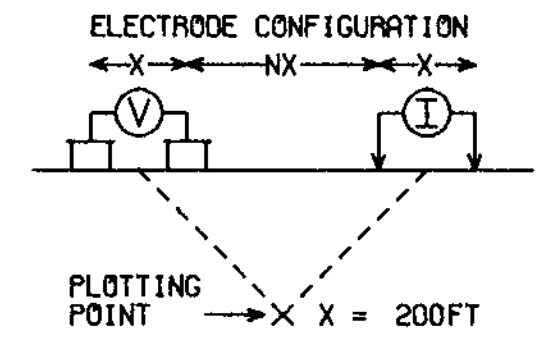 ELECTRODE CONFIGURATION
X NX X
V I
PLOTTING
POINT X = 200FT